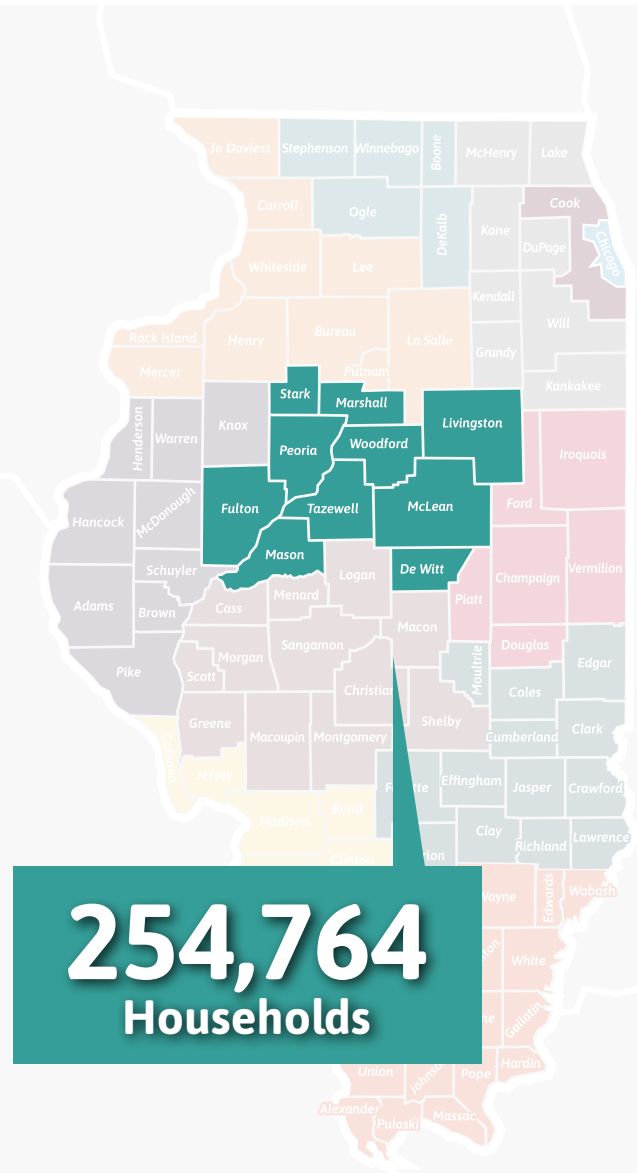 Jo Daviess
Stephenson
Winnebago
Boone
McHenry
Lake
Carroll
Ogle
DeKalb
Kane
Cook
DuPage
Chicago
Whiteside
Lee
Kendall
Will
Rock Island
Henry
Bureau
Putnam
La Salle
Grundy
Mercer
Kankakee
Henderson
Warren
Knox
Stark
Marshall
Livingston
Iroquois
Peoria
Woodford
Hancock
McDonough
Fulton
Tazewell
McLean
Ford
Mason
Schuyler
Logan
De Witt
Champaign
Vermilion
Adams
Brown
Cass
Menard
Piatt
Macon
Pike
Scott
Morgan
Sangamon
Christian
Moultrie
Douglas
Edgar
Coles
Greene
Macoupin
Montgomery
Shelby
Cumberland
Clark
Calhoun
Jersey
Effingham
Jasper
Crawford
Madison
Bond
Clay
Richland
Lawrence
Clinton
rion
Wayne
Edwards
Wabash
White
Gallatin
254,764
Households
Union
Johnson
Pope
Hardin
Alexander
Pulaski
Massac